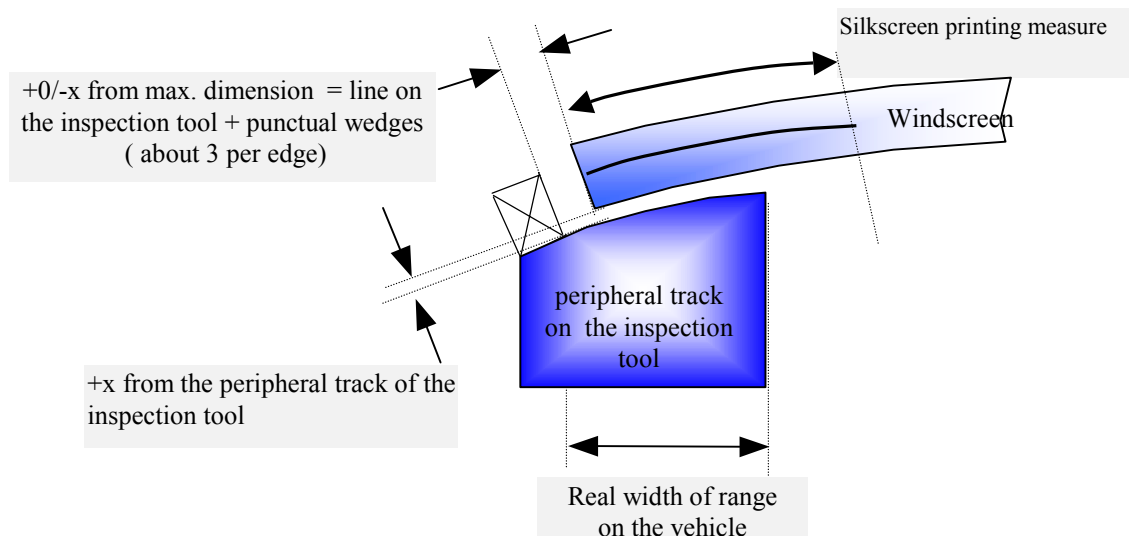 Silkscreen printing measure
+0/-x from max. dimension = line on
the inspection tool + punctual wedges
( about 3 per edge)
Windscreen
peripheral track
on the inspection
tool
+x from the peripheral track of the
inspection tool
Real width of range
on the vehicle